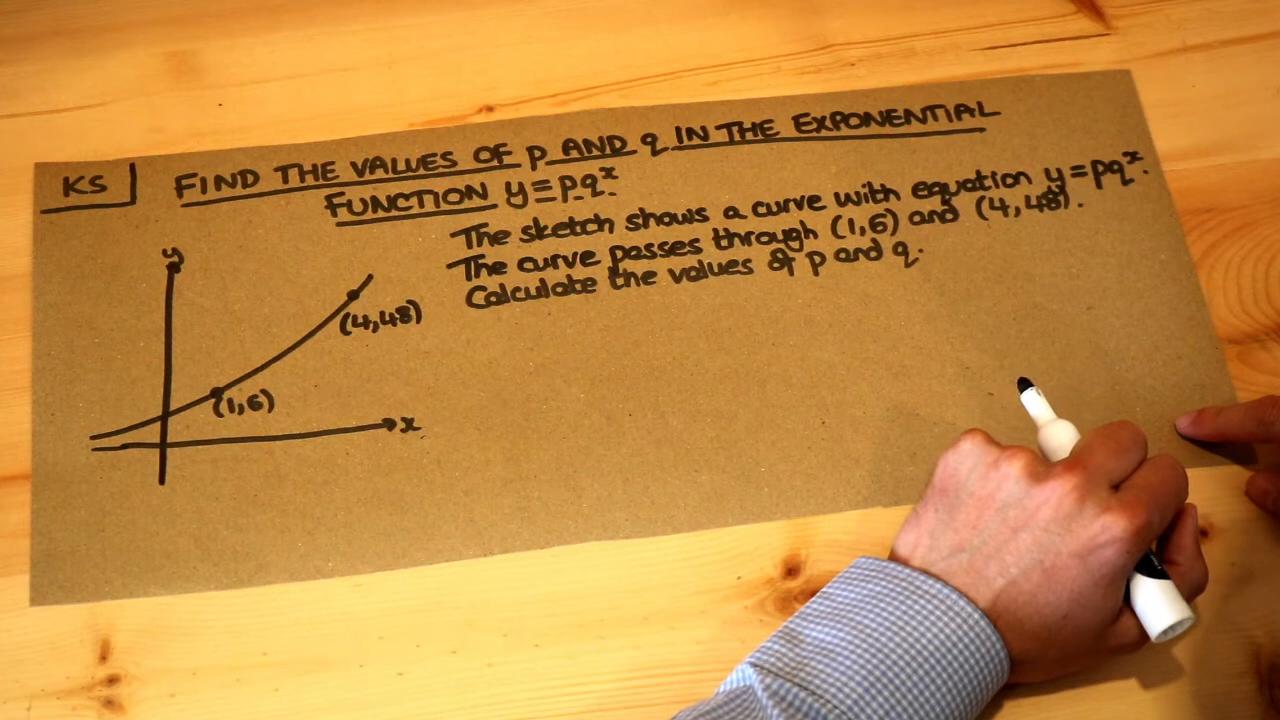 KS
FIND THE VALUES OF p AND q IN THE EXPONENTIAL
FUNCTION y=pq^x.
The sketch shows a curve with equation y=pq^x.
The curve passes through (1,6) and (4,48).
Calculate the values of p and q.
y
(4,48)
(1,6)
x